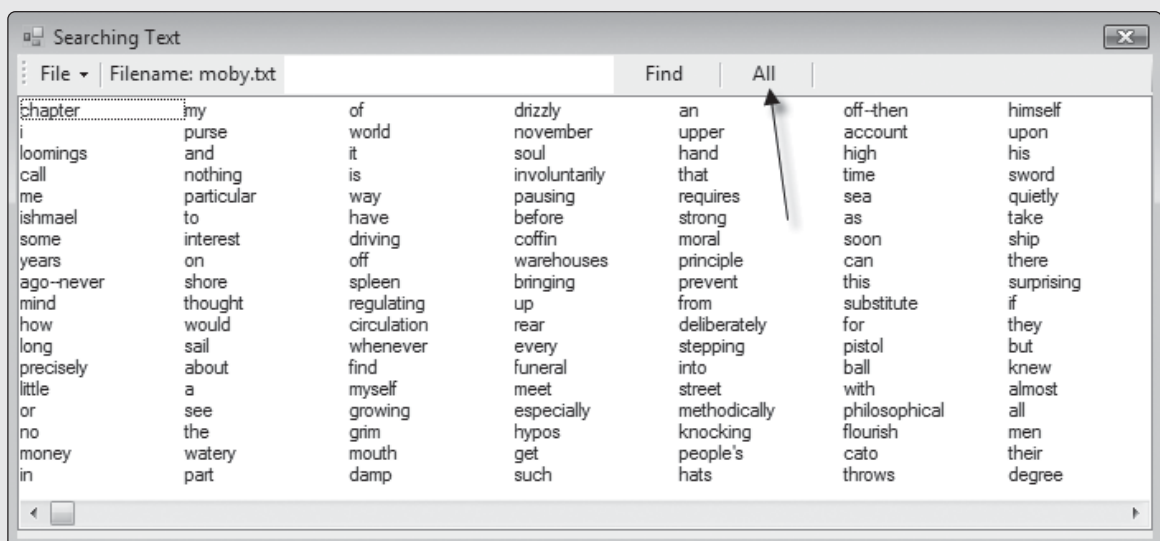 Searching Text
File Filename: moby.txt Find All
chapter my of drizzly an off--then himself
i purse world november upper account upon
loomings and it soul hand high his
call nothing is involuntarily that time sword
me particular way pausing requires sea quietly
ishmael to have before strong as take
some interest driving coffin moral soon ship
years on off warehouses principle can there
ago--never shore spleen bringing prevent this surprising
mind thought regulating up from substitute if
how would circulation rear deliberately for they
long sail whenever every stepping pistol but
precisely about find funeral into ball knew
little a myself meet street with almost
or see growing especially methodically philosophical all
no the grim hypos knocking flourish men
money watery mouth get people's cato their
in part damp such hats throws degree